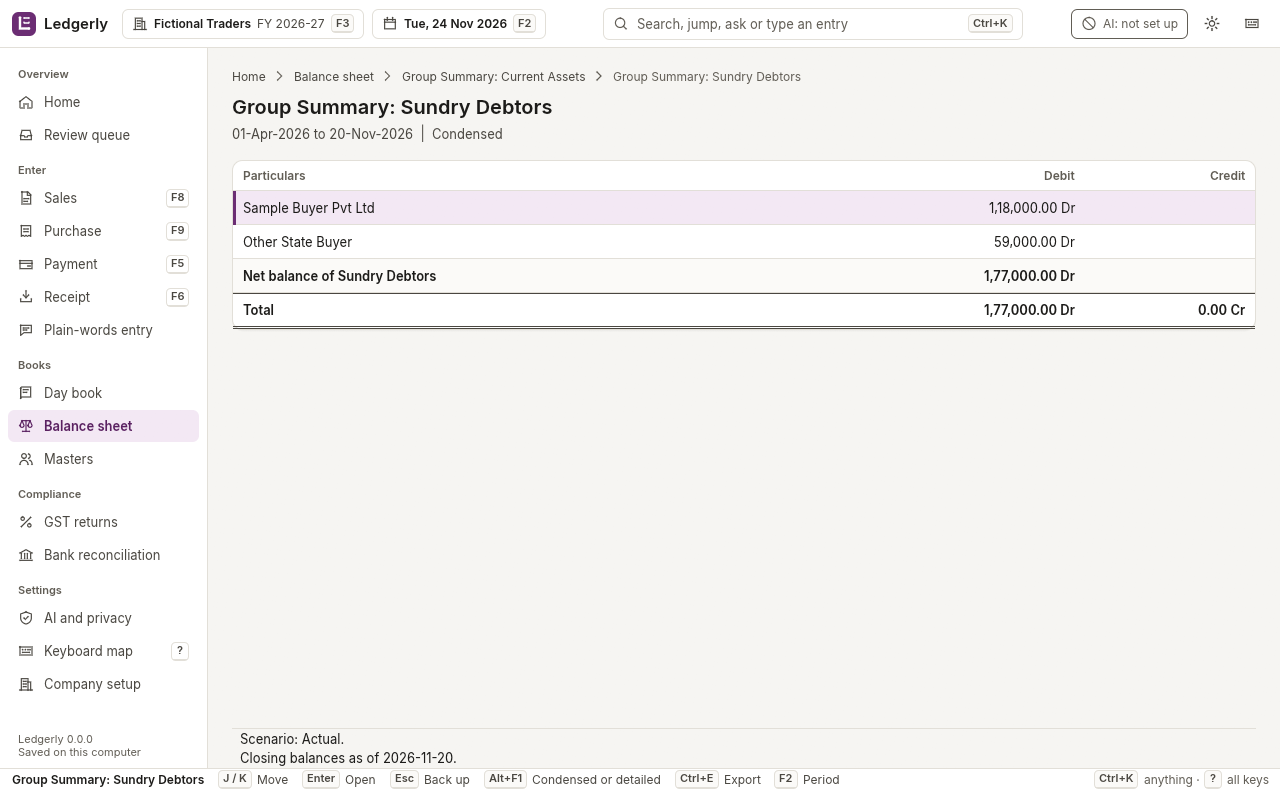 Ledgerly
Fictional Traders FY 2026-27 F3
Tue, 24 Nov 2026 F2
Search, jump, ask or type an entry Ctrl+K
AI: not set up
Overview
Home
Review queue
Enter
Sales F8
Purchase F9
Payment F5
Receipt F6
Plain-words entry
Books
Day book
Balance sheet
Masters
Compliance
GST returns
Bank reconciliation
Settings
AI and privacy
Keyboard map ?
Company setup
Ledgerly 0.0.0
Saved on this computer
Home Balance sheet Group Summary: Current Assets Group Summary: Sundry Debtors
Group Summary: Sundry Debtors
01-Apr-2026 to 20-Nov-2026 | Condensed
Particulars Debit Credit
Sample Buyer Pvt Ltd 1,18,000.00 Dr
Other State Buyer 59,000.00 Dr
Net balance of Sundry Debtors 1,77,000.00 Dr
Total 1,77,000.00 Dr 0.00 Cr
Scenario: Actual.
Closing balances as of 2026-11-20.
Group Summary: Sundry Debtors J / K Move Enter Open Esc Back up Alt+F1 Condensed or detailed Ctrl+E Export F2 Period Ctrl+K anything · ? all keys